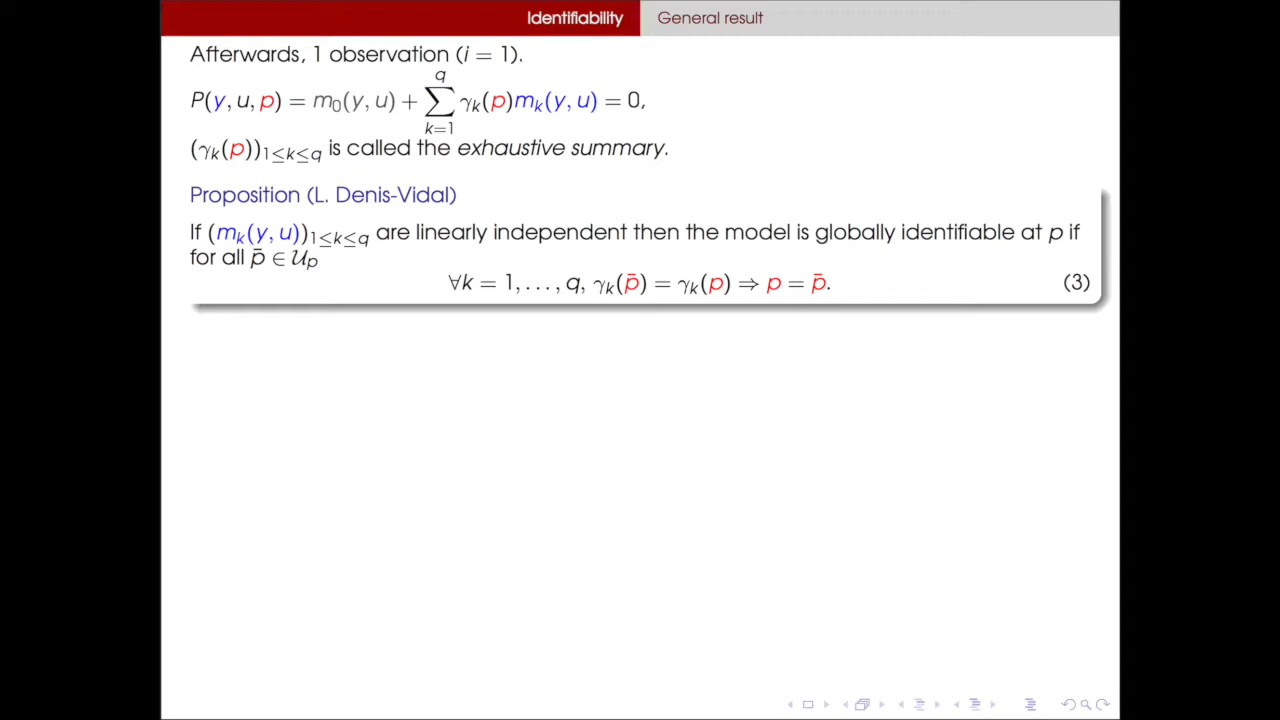 Identifiability General result
Afterwards, 1 observation (i = 1).
P(y, u, p) = m₀(y, u) + ∑_{k=1}^{q} γₖ(p)mₖ(y, u) = 0,
(γₖ(p))_{1≤k≤q} is called the exhaustive summary.
Proposition (L. Denis-Vidal)
If (mₖ(y, u))_{1≤k≤q} are linearly independent then the model is globally identifiable at p if
for all p̄ ∈ 𝒰ₚ
∀k = 1, . . . , q, γₖ(p̄) = γₖ(p) ⇒ p = p̄. (3)